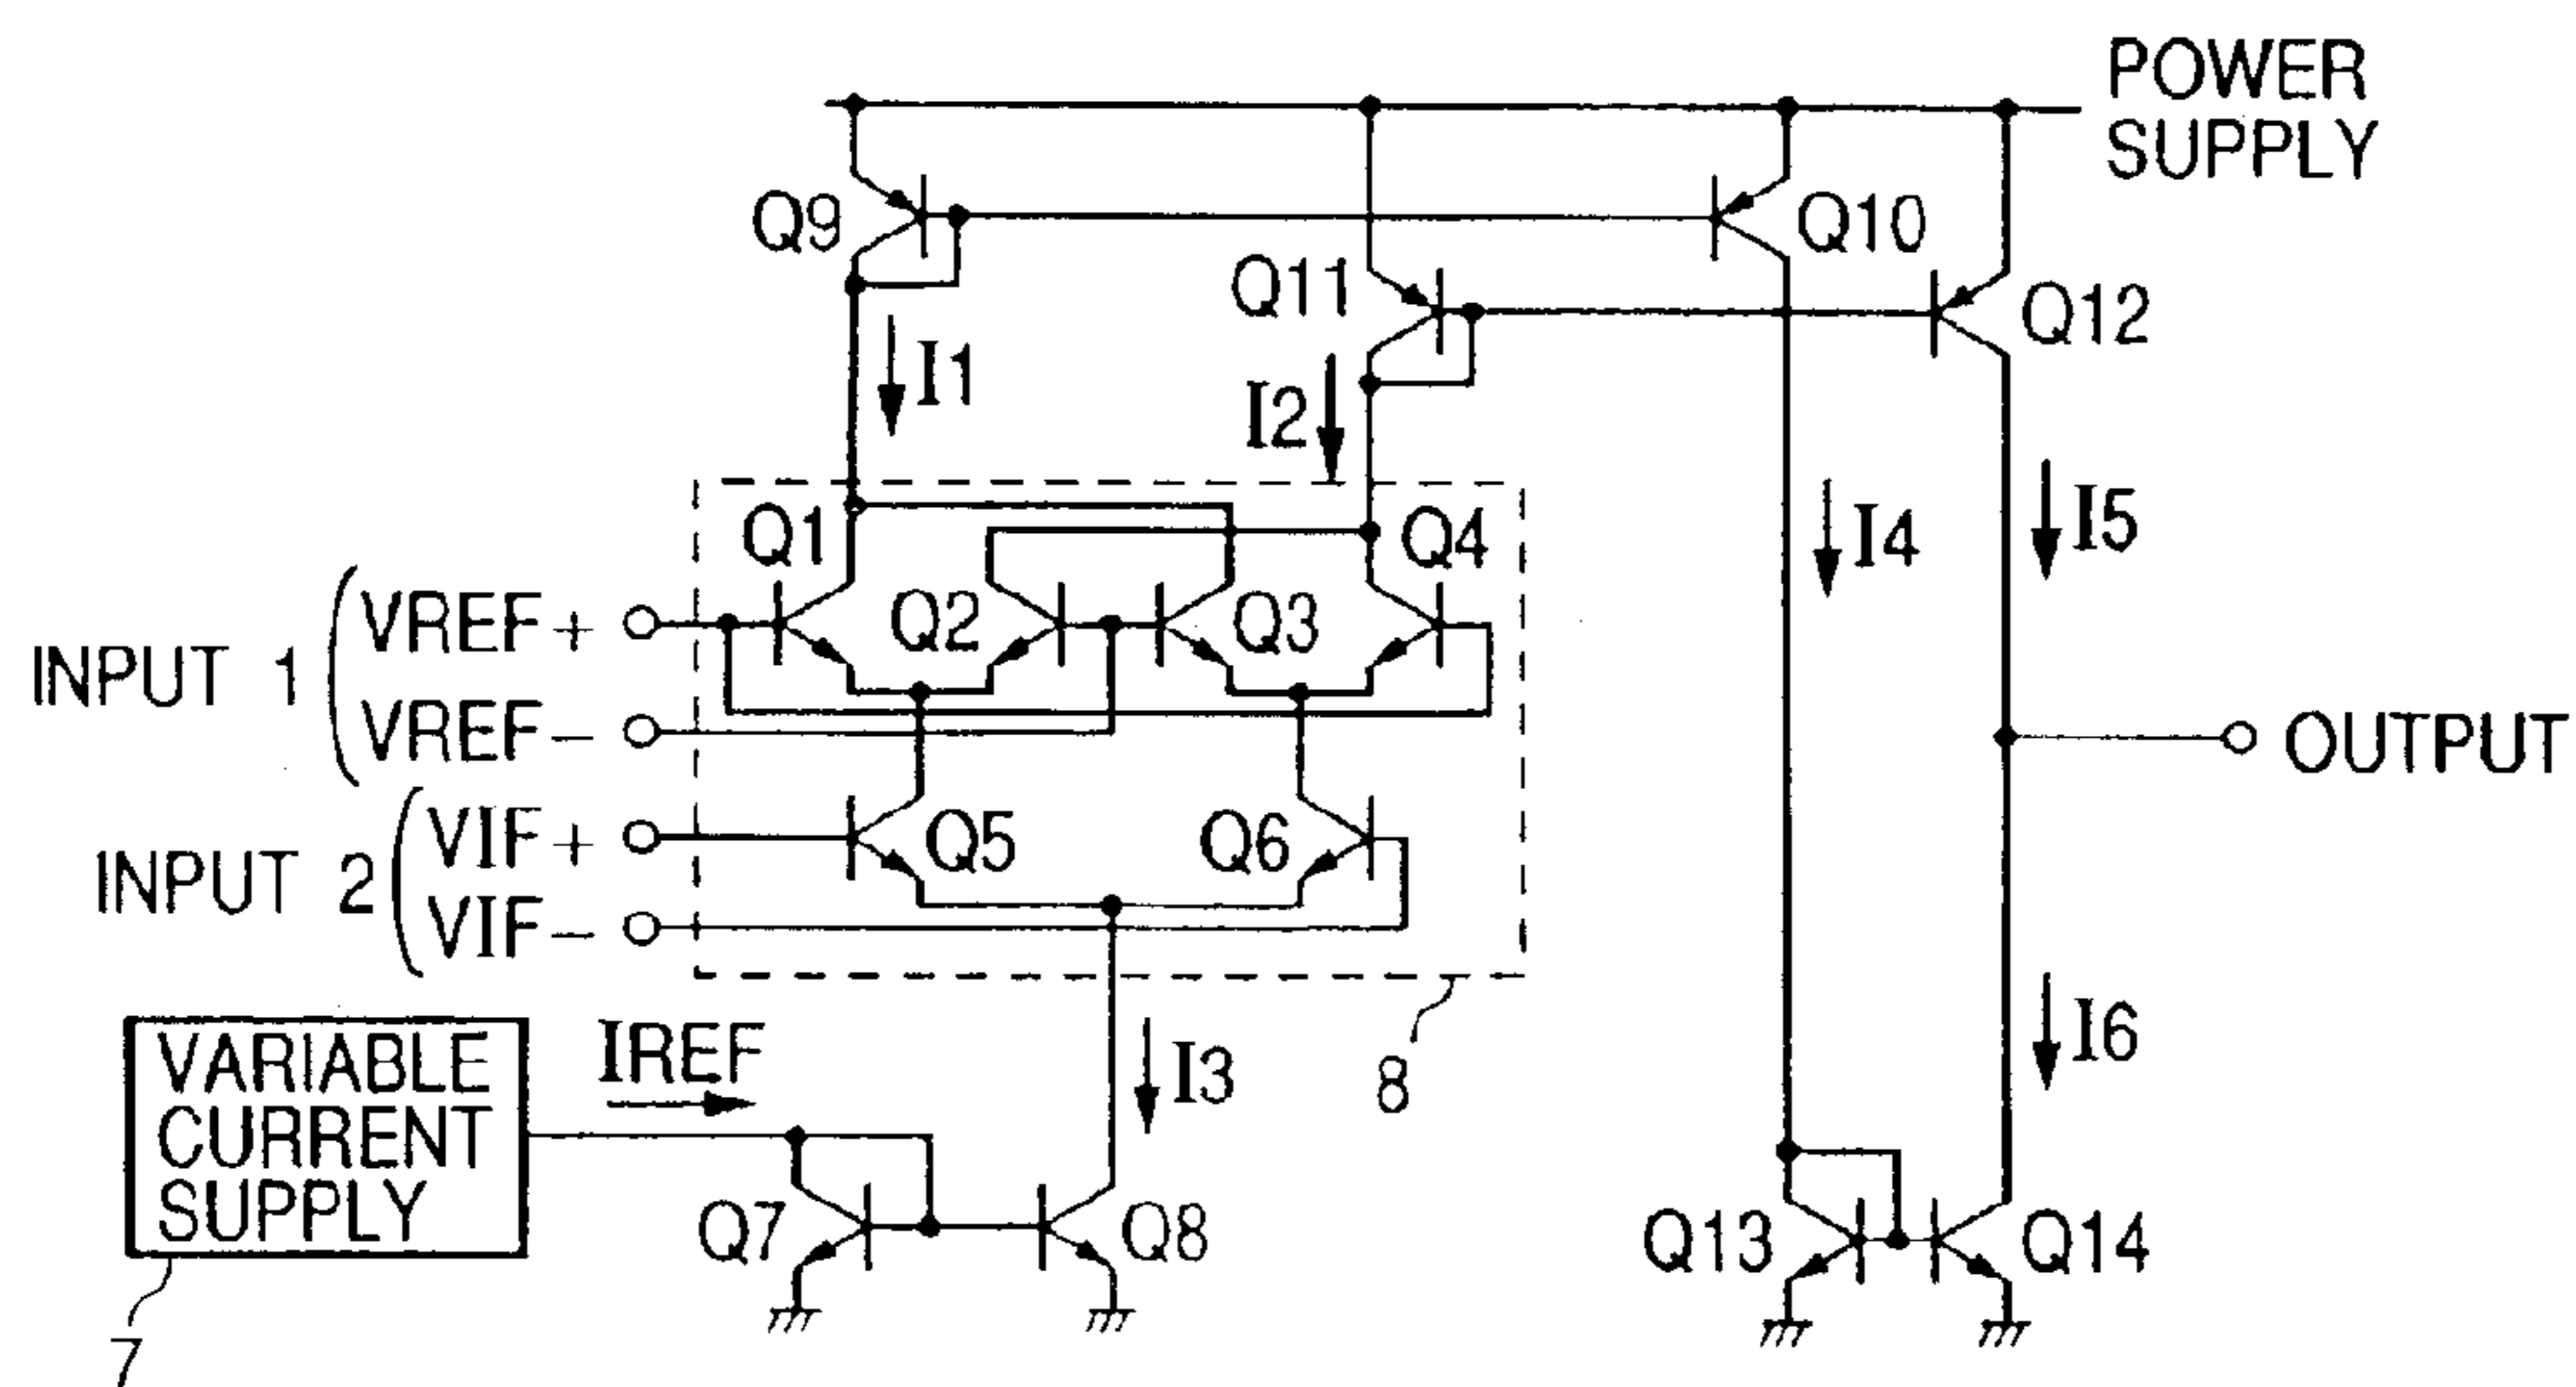 POWER
SUPPLY
Q9
Q10
Q11
Q12
I1
I2
I4
I5
Q1
Q4
Q2
Q3
INPUT 1
VREF+
VREF−
OUTPUT
INPUT 2
VIF+
VIF−
Q5
Q6
8
I3
I6
VARIABLE
CURRENT
SUPPLY
IREF
Q7
Q8
Q13
Q14
7